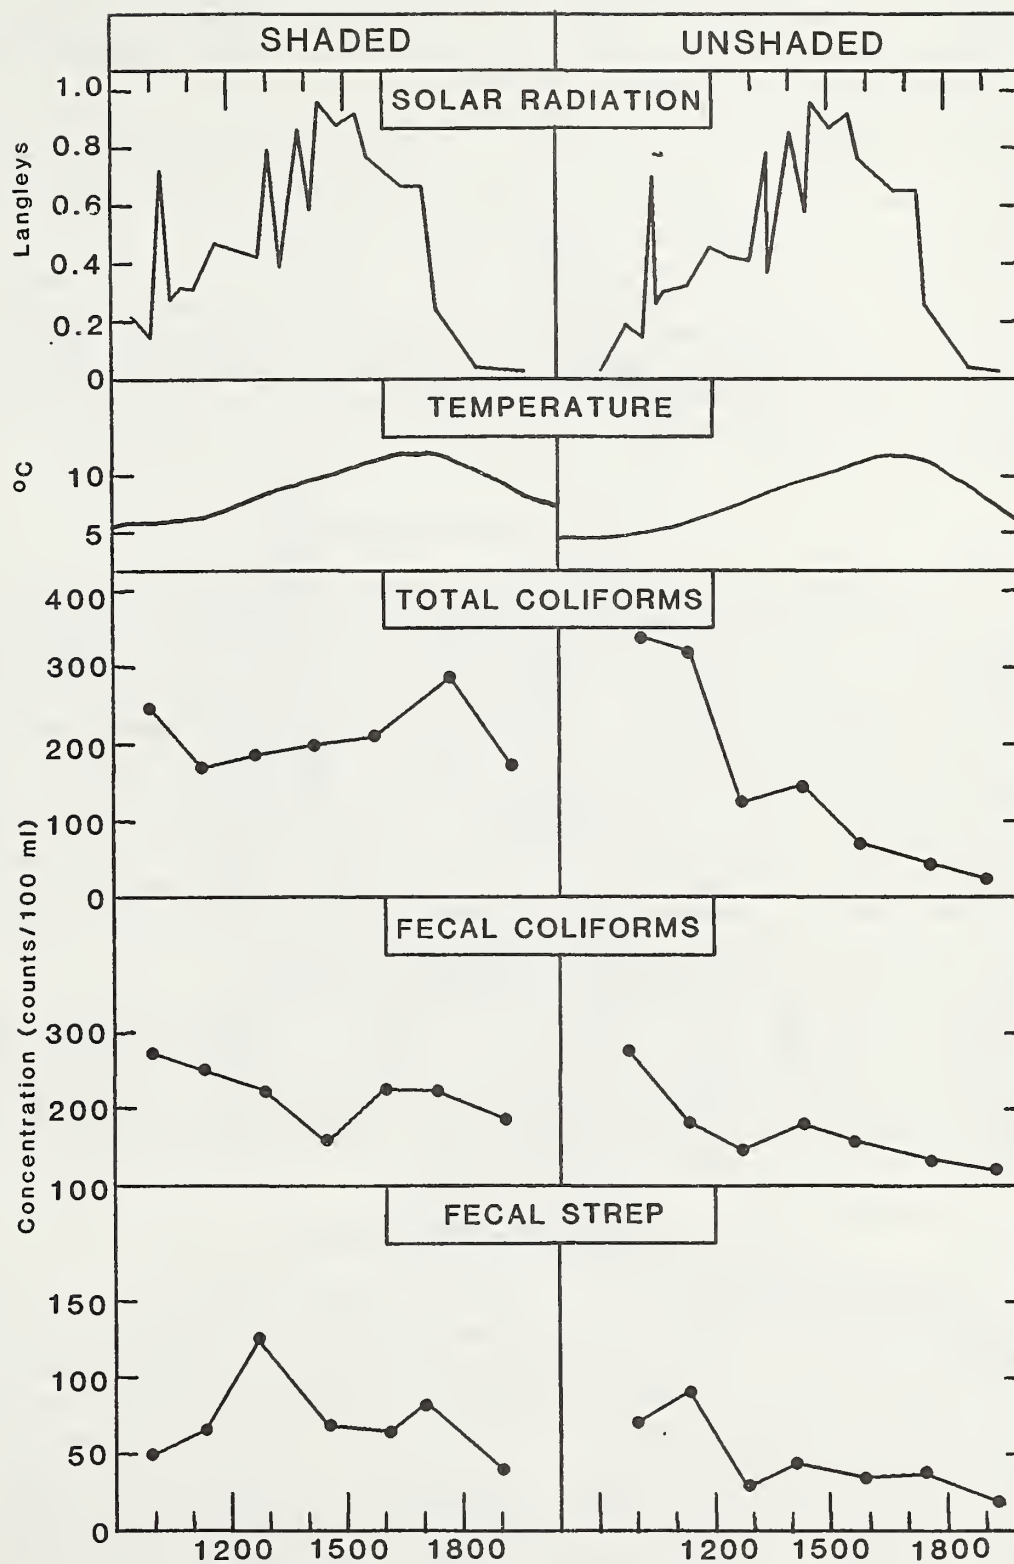 SHADED UNSHADED
SOLAR RADIATION
Langleys
1.0
0.8
0.6
0.4
0.2
0
TEMPERATURE
°C
10
5
TOTAL COLIFORMS
400
300
200
100
0
Concentration (counts/100 ml)
FECAL COLIFORMS
300
200
100
FECAL STREP
150
100
50
0
1200 1500 1800 1200 1500 1800